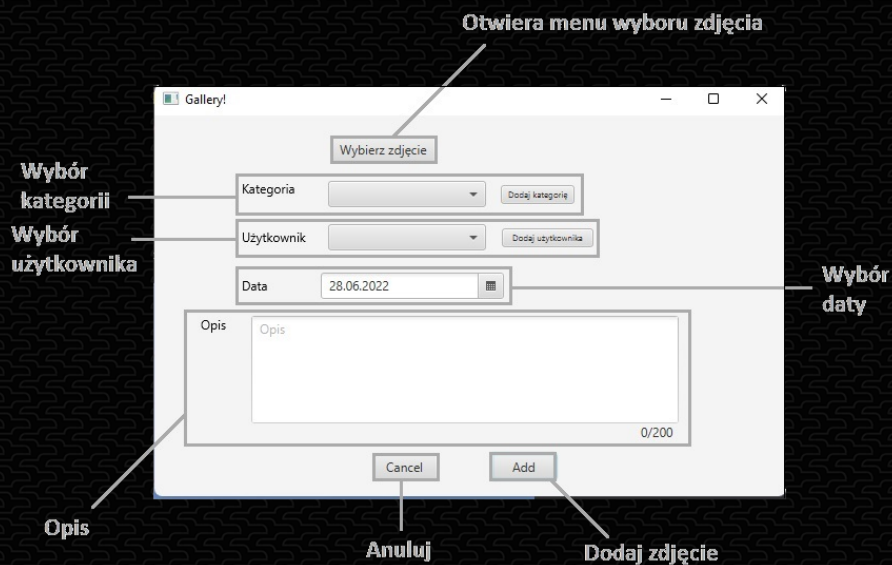 Otwiera menu wyboru zdjęcia
Gallery!
Wybierz zdjęcie
Wybór
kategorii
Kategoria
Dodaj kategorię
Wybór
użytkownika
Użytkownik
Dodaj użytkownika
Data
28.06.2022
Wybór
daty
Opis
Opis
0/200
Cancel
Add
Opis
Anuluj
Dodaj zdjęcie